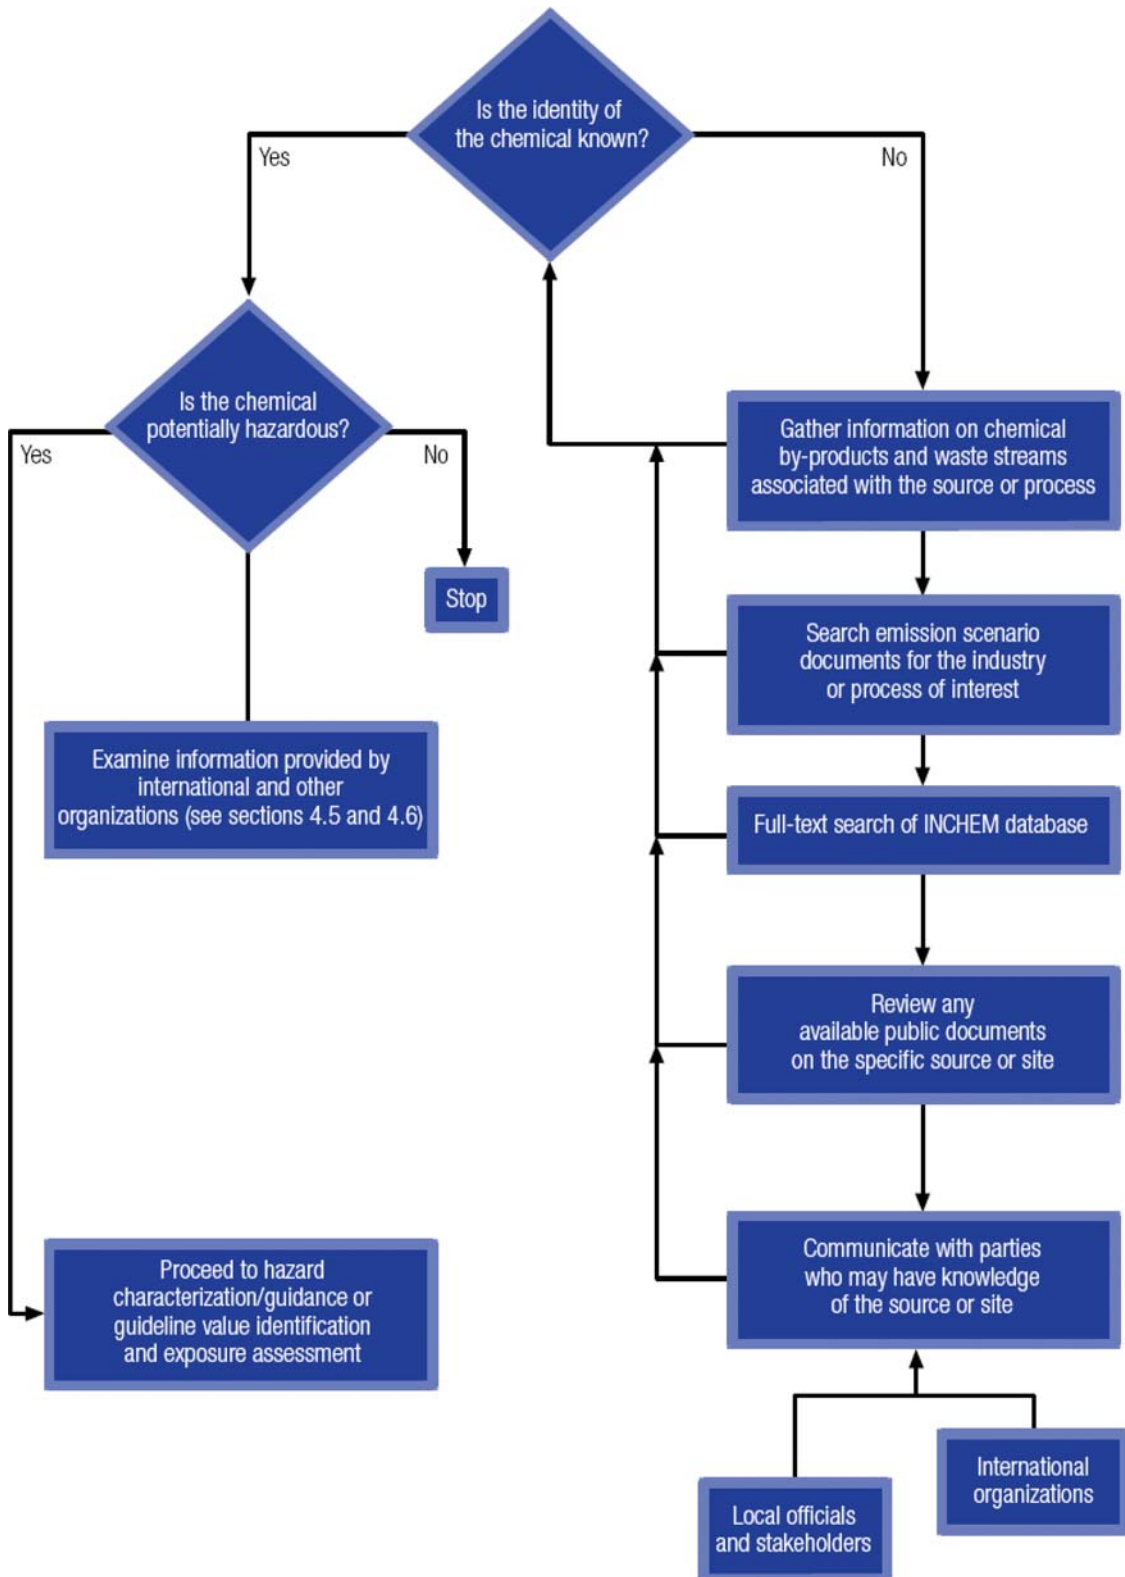 Is the identity of
the chemical known?
Yes
No
Is the chemical
potentially hazardous?
Yes
No
Stop
Examine information provided by
international and other
organizations (see sections 4.5 and 4.6)
Proceed to hazard
characterization/guidance or
guideline value identification
and exposure assessment
Gather information on chemical
by-products and waste streams
associated with the source or process
Search emission scenario
documents for the industry
or process of interest
Full-text search of INCHEM database
Review any
available public documents
on the specific source or site
Communicate with parties
who may have knowledge
of the source or site
Local officials
and stakeholders
International
organizations